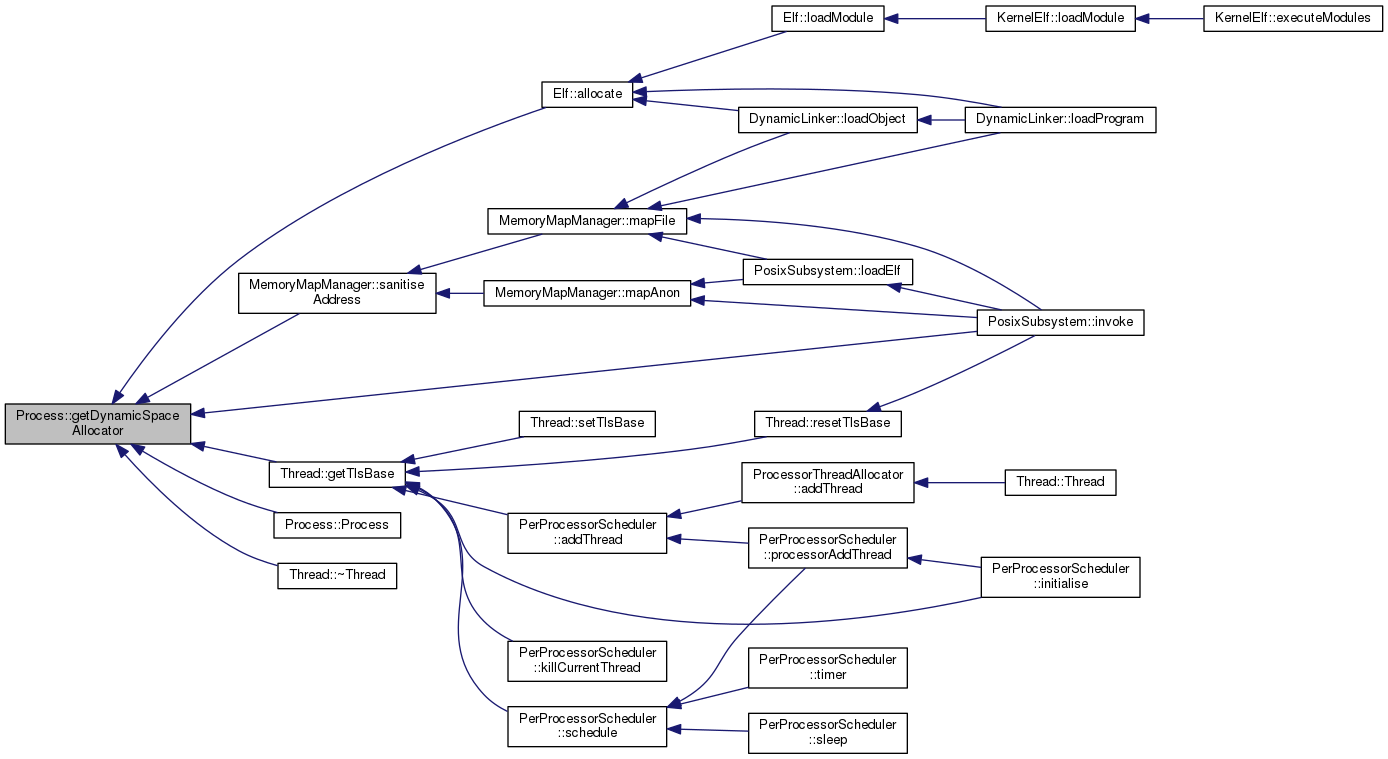 Elf::loadModule
KernelElf::loadModule
KernelElf::executeModules
Elf::allocate
DynamicLinker::loadObject
DynamicLinker::loadProgram
MemoryMapManager::mapFile
PosixSubsystem::loadElf
MemoryMapManager::sanitise
Address
MemoryMapManager::mapAnon
PosixSubsystem::invoke
Process::getDynamicSpace
Allocator
Thread::setTlsBase
Thread::resetTlsBase
Thread::getTlsBase
ProcessorThreadAllocator
::addThread
Thread::Thread
Process::Process
PerProcessorScheduler
::addThread
PerProcessorScheduler
::processorAddThread
Thread::~Thread
PerProcessorScheduler
::initialise
PerProcessorScheduler
::killCurrentThread
PerProcessorScheduler
::timer
PerProcessorScheduler
::schedule
PerProcessorScheduler
::sleep